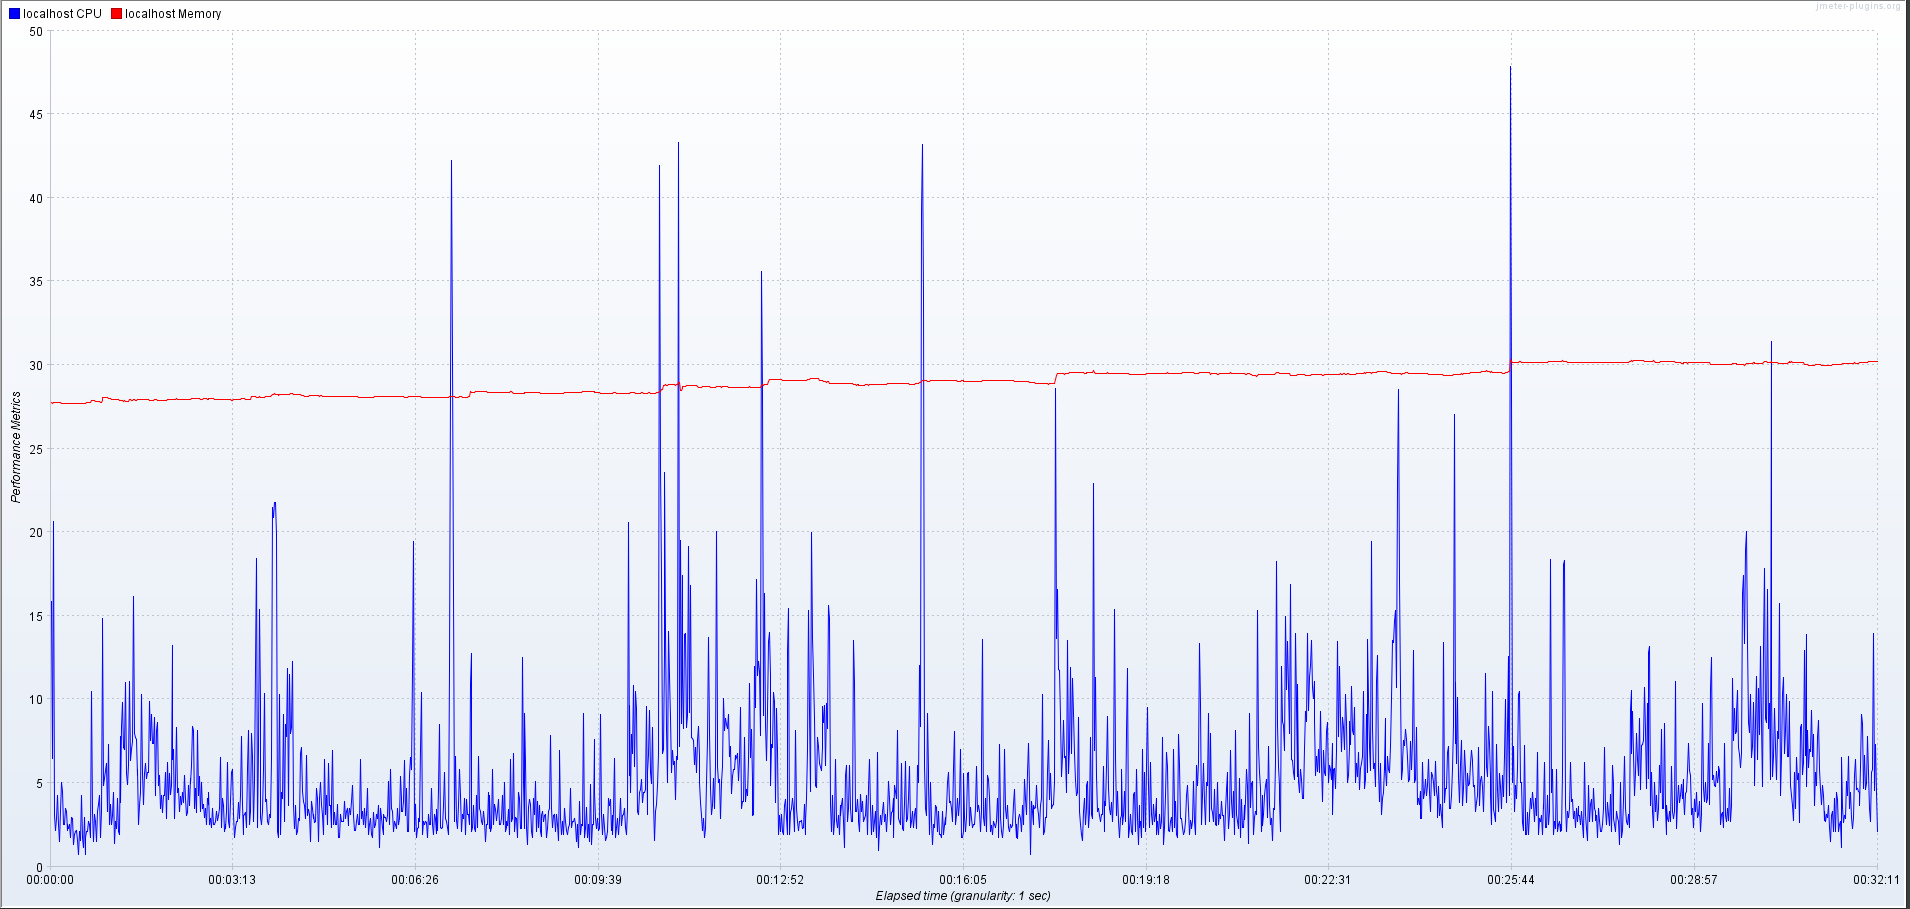 localhost CPU localhost Memory
jmeter-plugins.org
50
45
40
35
30
25
20
15
10
5
0
Performance Metrics
00:00:00 00:03:13 00:06:26 00:09:39 00:12:52 00:16:05 00:19:18 00:22:31 00:25:44 00:28:57 00:32:11
Elapsed time (granularity: 1 sec)